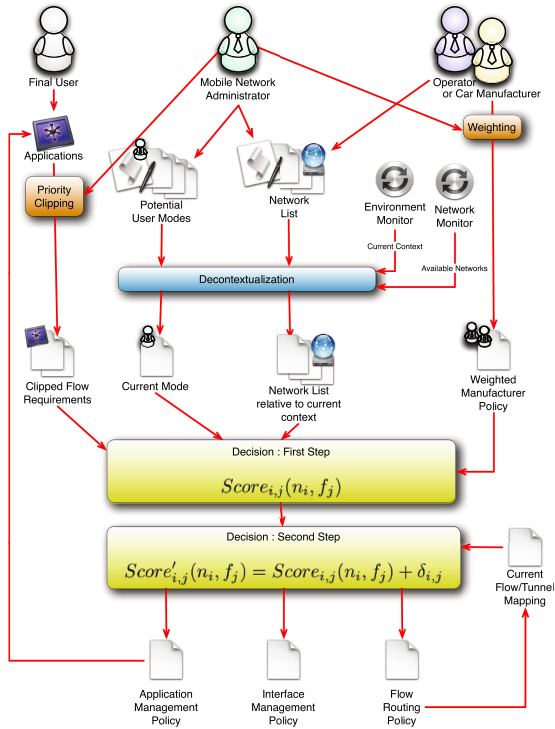 Final User
Mobile Network
Administrator
Operator
or Car Manufacturer
Weighting
Applications
Priority
Clipping
Potential
User Modes
Network
List
Environment
Monitor
Network
Monitor
Current Context
Available Networks
Decontextualization
Clipped Flow
Requirements
Current Mode
Network List
relative to current
context
Weighted
Manufacturer
Policy
Decision : First Step
Score_{i,j}(n_i, f_j)
Decision : Second Step
Score'_{i,j}(n_i, f_j) = Score_{i,j}(n_i, f_j) + δ_{i,j}
Current
Flow/Tunnel
Mapping
Application
Management
Policy
Interface
Management
Policy
Flow
Routing
Policy